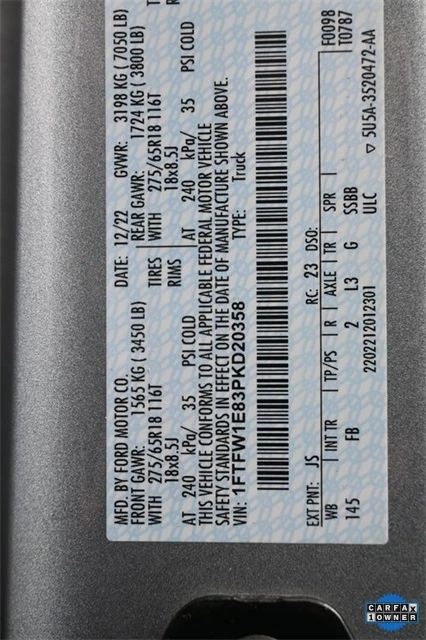 MFD. BY FORD MOTOR CO.
DATE: 12/22 GVWR: 3198 KG ( 7050 LB)
FRONT GAWR: 1565 KG ( 3450 LB)
REAR GAWR: 1724 KG ( 3800 LB)
WITH 275/65R18 116T TIRES WITH 275/65R18 116T
18x8.5J RIMS 18x8.5J
AT 240 kPa/ 35 PSI COLD AT 240 kPa/ 35 PSI COLD
THIS VEHICLE CONFORMS TO ALL APPLICABLE FEDERAL MOTOR VEHICLE
SAFETY STANDARDS IN EFFECT ON THE DATE OF MANUFACTURE SHOWN ABOVE.
VIN: 1FTFW1E83PKD20358 TYPE: Truck
F0098
T0787
EXT PNT: JS RC: 23 DSO:
WB | INT TR | TP/PS | R | AXLE | TR | SPR
145 FB 2 L3 G SSBB
2202212012301 ULC ▽ 5U5A-3520472-AA
CARFAX
1 OWNER